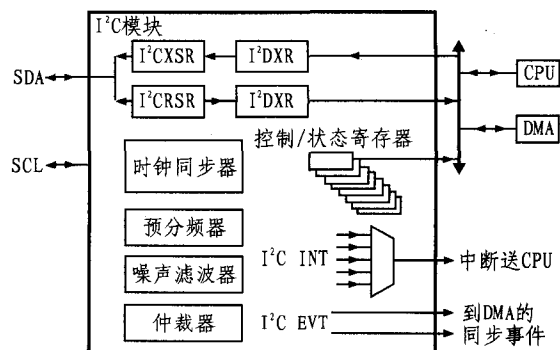 I²C模块
I²CXSR
I²DXR
SDA
CPU
I²CRSR
I²DXR
DMA
控制/状态寄存器
SCL
时钟同步器
预分频器
I²C INT
中断送CPU
噪声滤波器
仲裁器
I²C EVT
到DMA的
同步事件